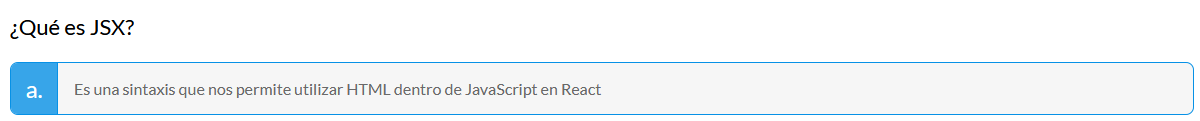 ¿Qué es JSX?
a. Es una sintaxis que nos permite utilizar HTML dentro de JavaScript en React